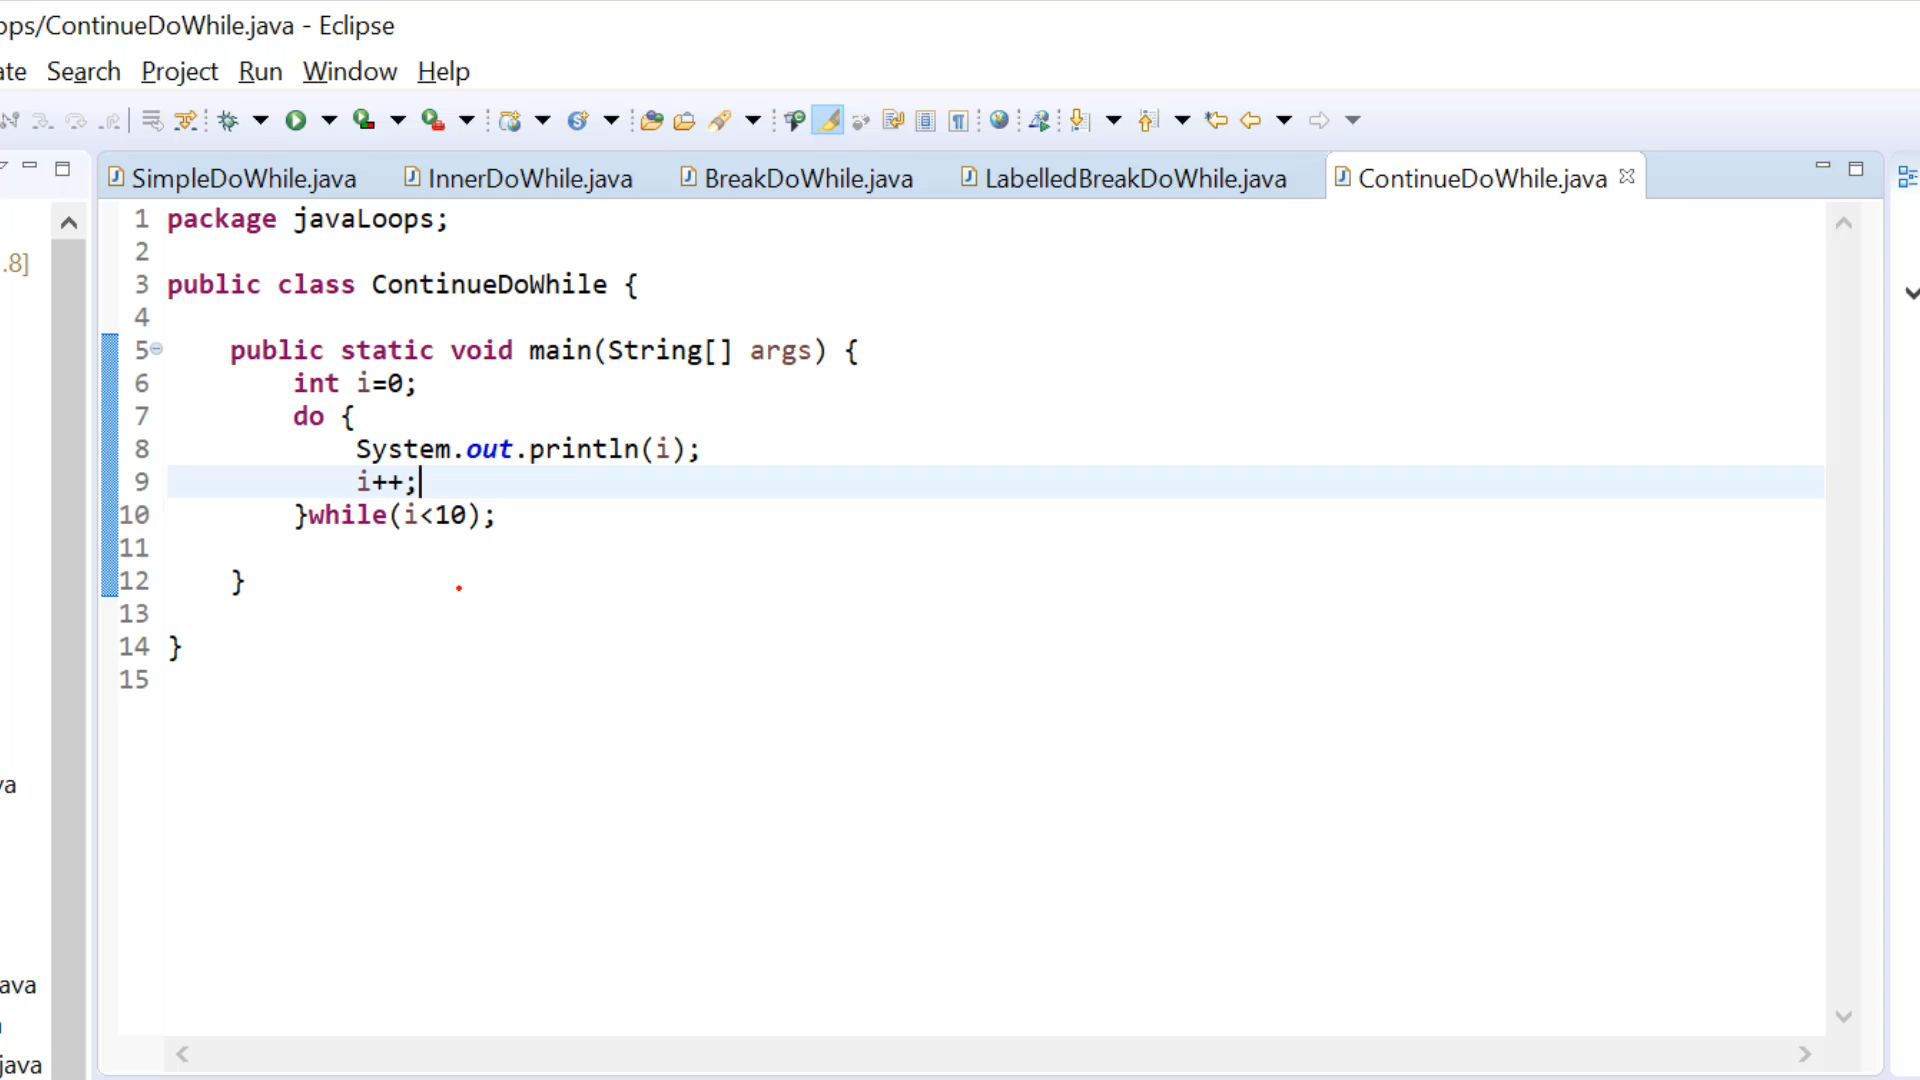 ops/ContinueDoWhile.java - Eclipse
ate Search Project Run Window Help
SimpleDoWhile.java InnerDoWhile.java BreakDoWhile.java LabelledBreakDoWhile.java ContinueDoWhile.java
.8]
va
ava
java
1 package javaLoops;
2
3 public class ContinueDoWhile {
4
5 public static void main(String[] args) {
6 int i=0;
7 do {
8 System.out.println(i);
9 i++;
10 }while(i<10);
11
12 }
13
14 }
15